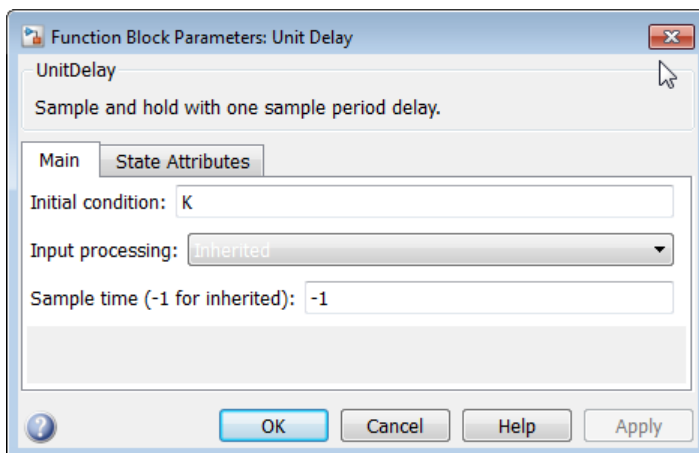 Function Block Parameters: Unit Delay
UnitDelay
Sample and hold with one sample period delay.
Main State Attributes
Initial condition: K
Input processing: Inherited
Sample time (-1 for inherited): -1
OK Cancel Help Apply